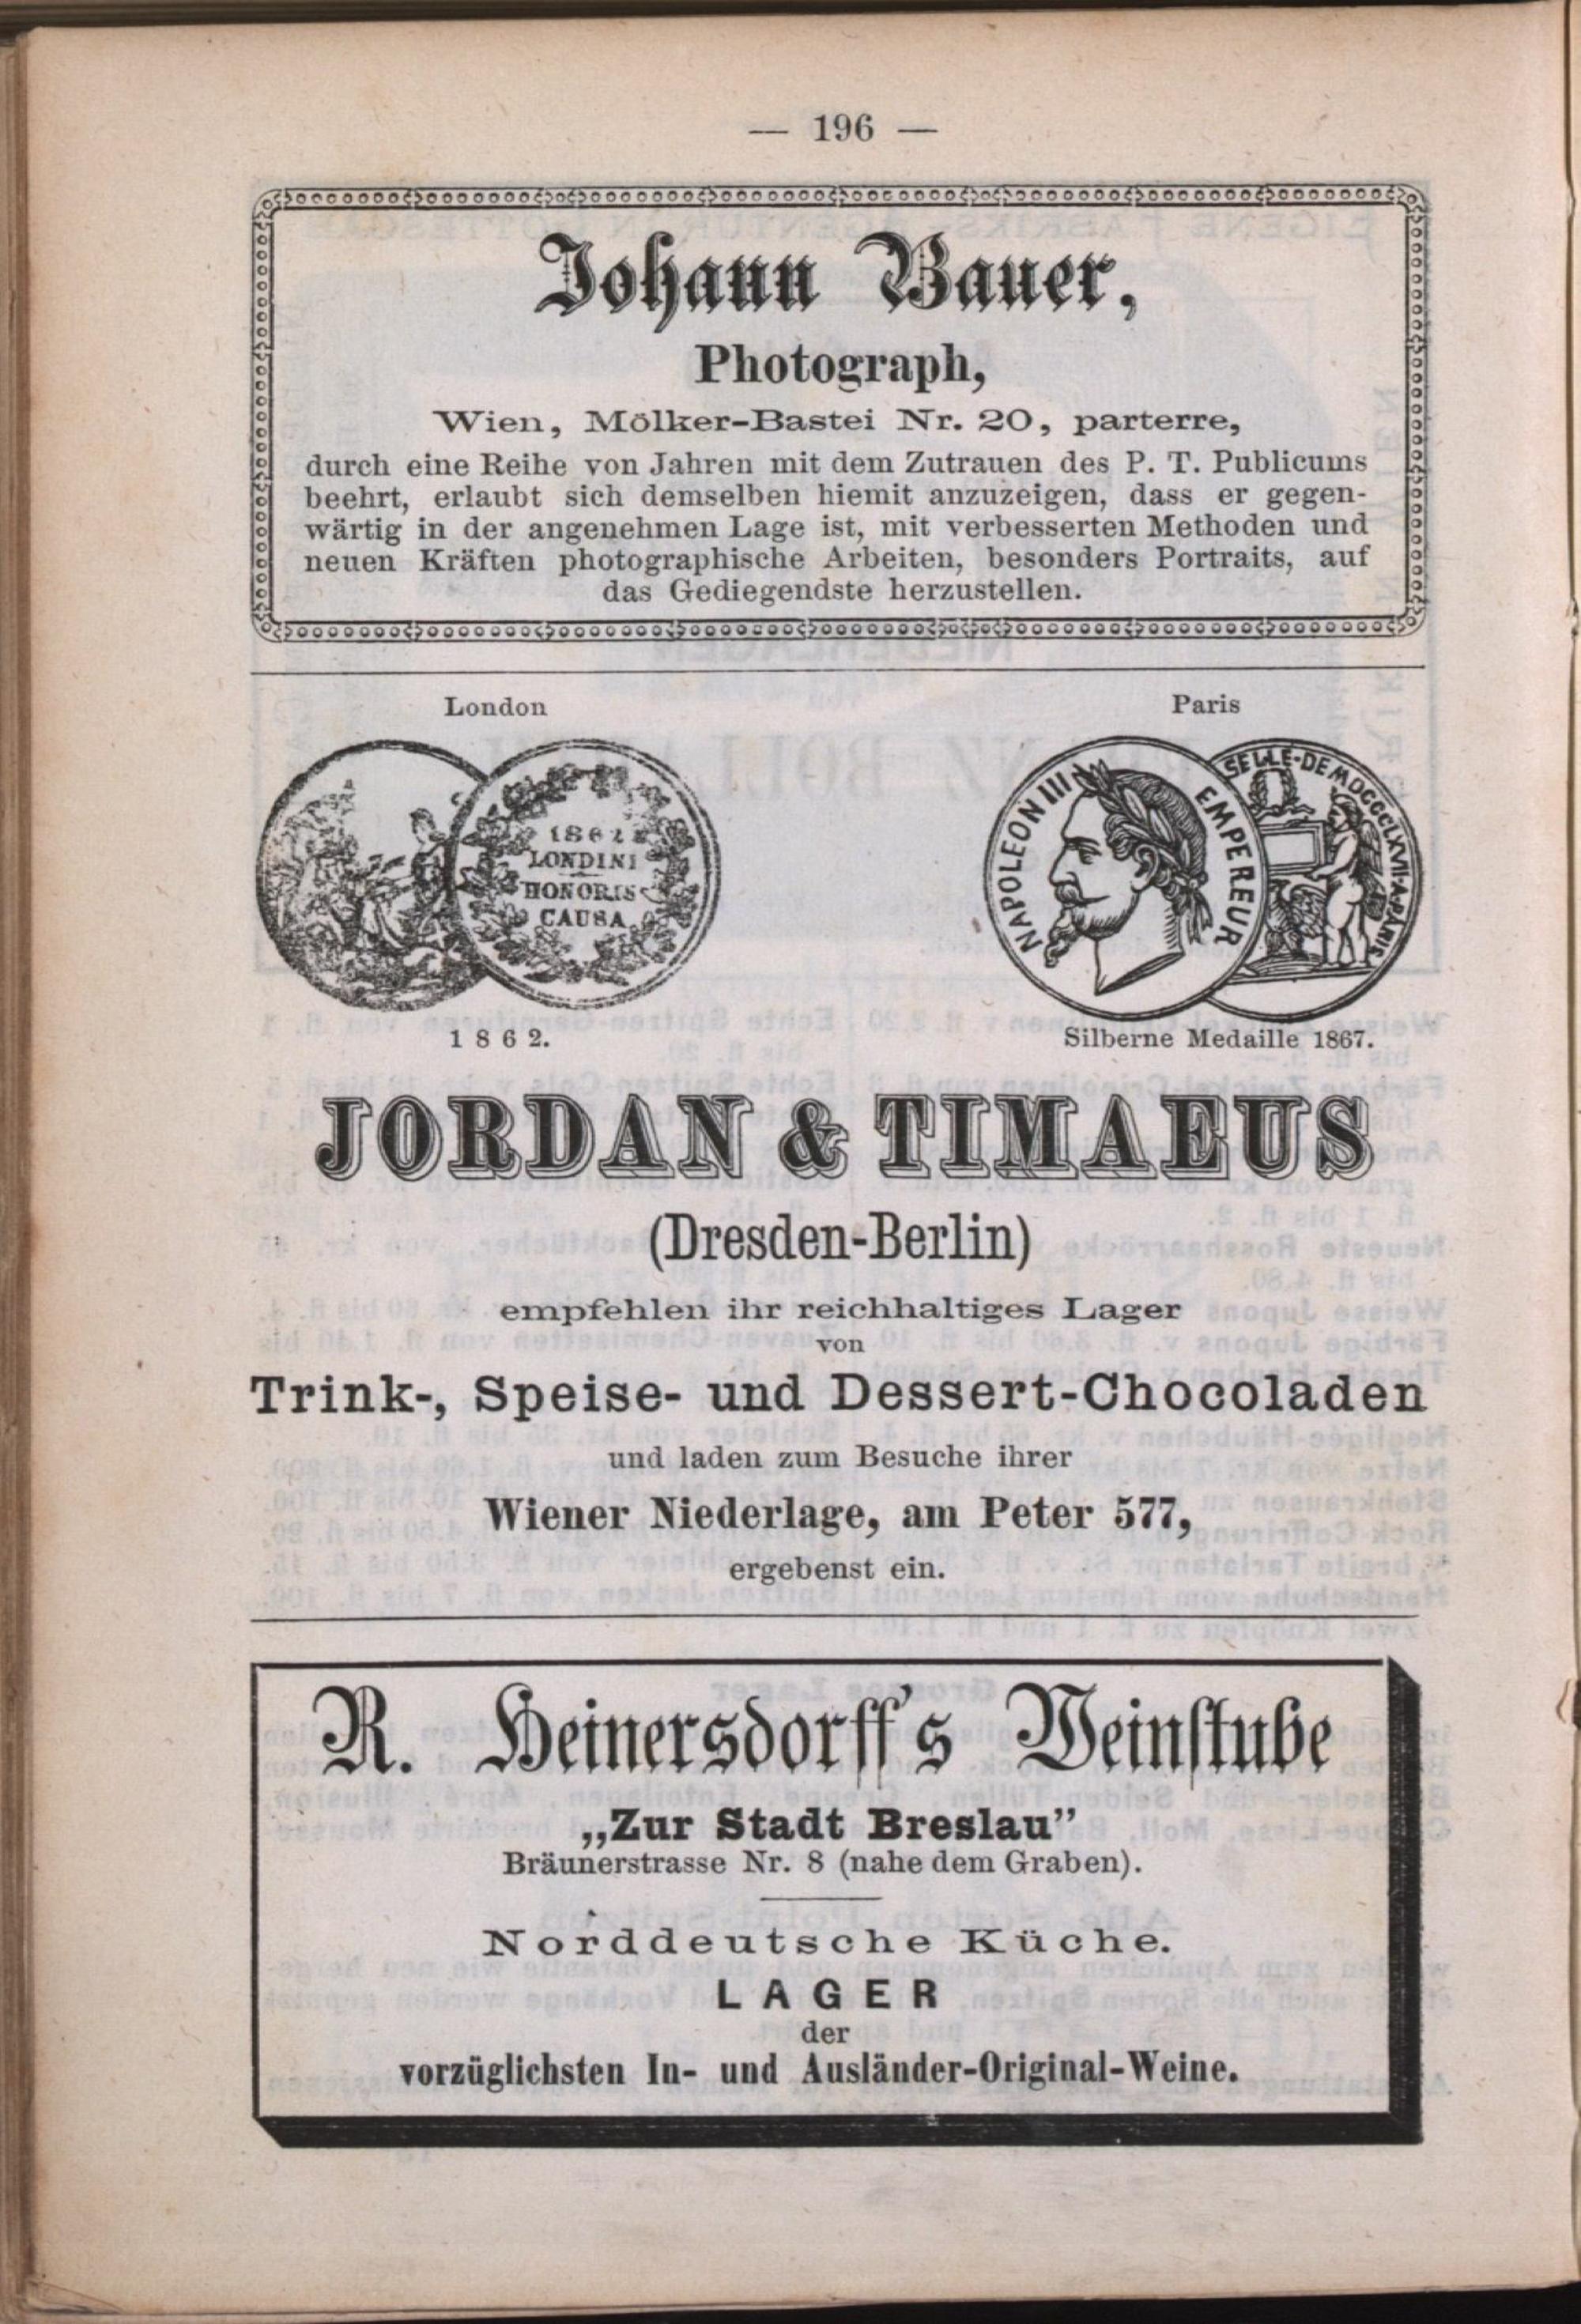 — 196 —
Johann Bauer,
Photograph,
Wien, Mölker-Bastei Nr. 20, parterre,
durch eine Reihe von Jahren mit dem Zutrauen des P. T. Publicums
beehrt, erlaubt sich demselben hiemit anzuzeigen, dass er gegen-
wärtig in der angenehmen Lage ist, mit verbesserten Methoden und
neuen Kräften photographische Arbeiten, besonders Portraits, auf
das Gediegendste herzustellen.
London
1862
LONDINI
HONORIS
CAUSA
1862.
Paris
NAPOLEON III EMPEREUR
SELLE-DE MDCCCLXVII-A-PARIS
Silberne Medaille 1867.
JORDAN & TIMAEUS
(Dresden-Berlin)
empfehlen ihr reichhaltiges Lager
von
Trink-, Speise- und Dessert-Chocoladen
und laden zum Besuche ihrer
Wiener Niederlage, am Peter 577,
ergebenst ein.
R. Heinersdorff's Weinstube
„Zur Stadt Breslau”
Bräunerstrasse Nr. 8 (nahe dem Graben).
Norddeutsche Küche.
LAGER
der
vorzüglichsten In- und Ausländer-Original-Weine.